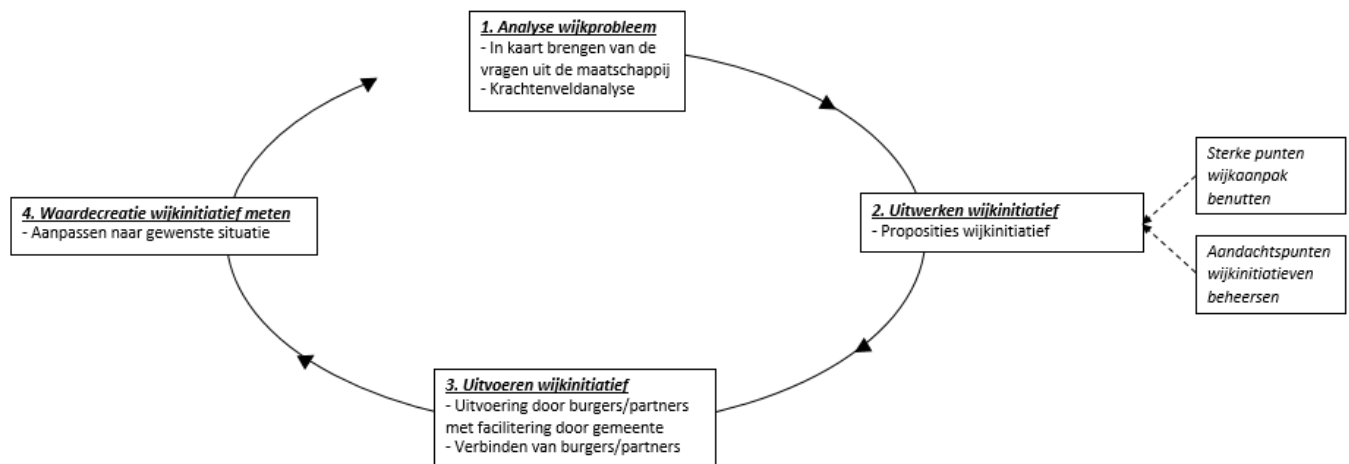 1. Analyse wijkprobleem
- In kaart brengen van de
vragen uit de maatschappij
- Krachtenveldanalyse
Sterke punten
wijkaanpak
benutten
2. Uitwerken wijkinitiatief
- Proposities wijkinitiatief
Aandachtspunten
wijkinitiatieven
beheersen
3. Uitvoeren wijkinitiatief
- Uitvoering door burgers/partners
met facilitering door gemeente
- Verbinden van burgers/partners
4. Waardecreatie wijkinitiatief meten
- Aanpassen naar gewenste situatie